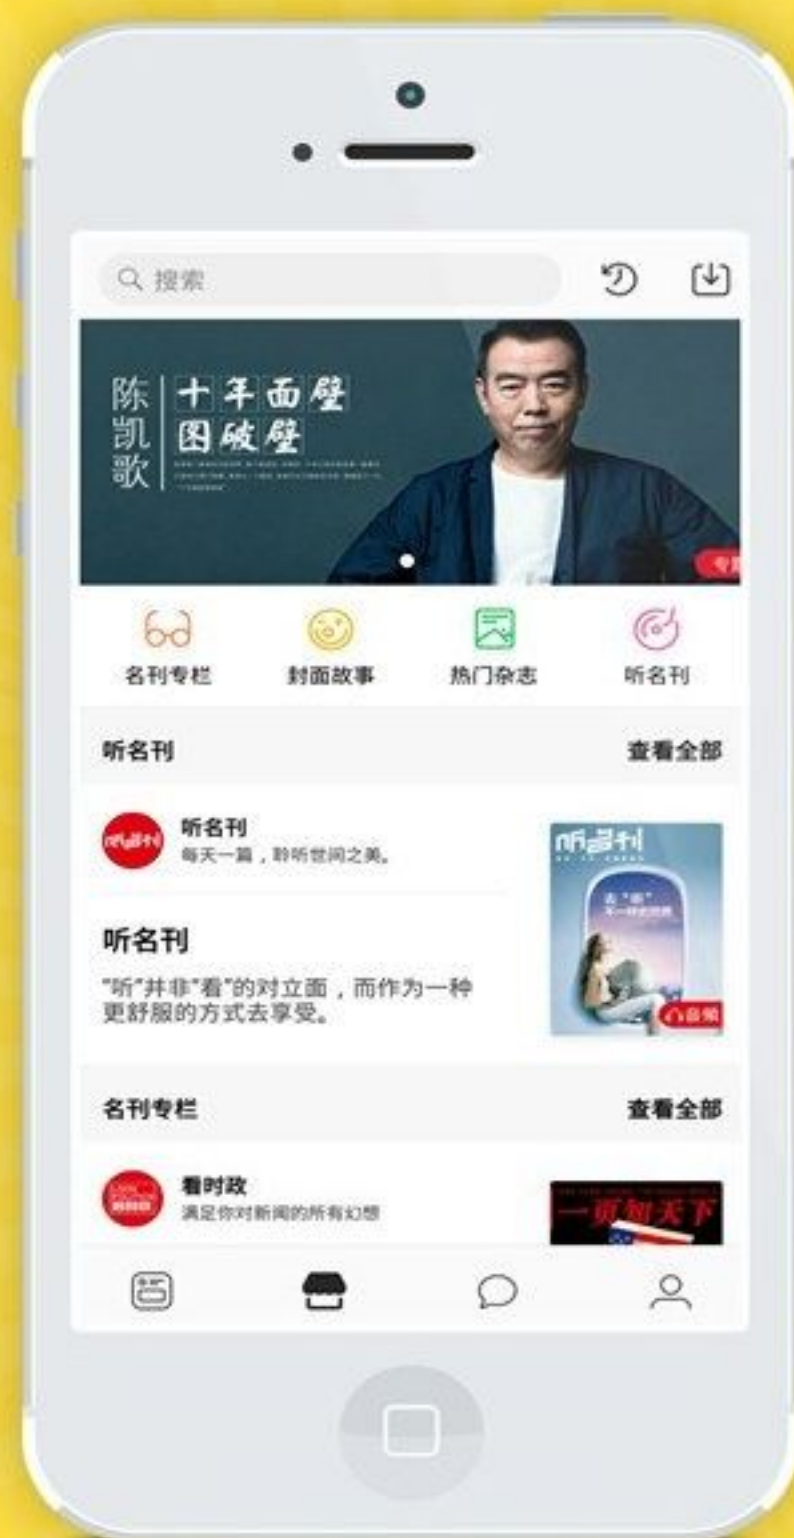 搜索
陈凯歌
十年面壁
图破壁
名刊专栏 封面故事 热门杂志 听名刊
听名刊 查看全部
听名刊
听名刊
每天一篇，聆听世间之美。
听名刊
去“听”
音频
听名刊
“听”并非“看”的对立面，而作为一种
更舒服的方式去享受。
名刊专栏 查看全部
看时政
满足你对新闻的所有幻想
一页知天下